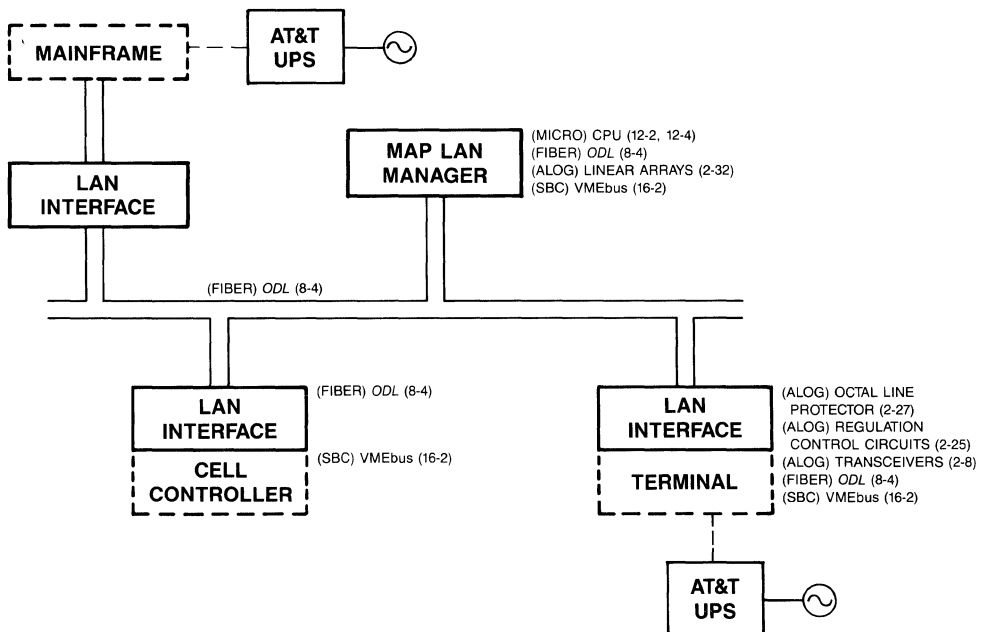 MAINFRAME
AT&T
UPS
LAN
INTERFACE
MAP LAN
MANAGER
(MICRO) CPU (12-2, 12-4)
(FIBER) ODL (8-4)
(ALOG) LINEAR ARRAYS (2-32)
(SBC) VMEbus (16-2)
(FIBER) ODL (8-4)
LAN
INTERFACE
(FIBER) ODL (8-4)
CELL
CONTROLLER
(SBC) VMEbus (16-2)
LAN
INTERFACE
TERMINAL
(ALOG) OCTAL LINE
PROTECTOR (2-27)
(ALOG) REGULATION
CONTROL CIRCUITS (2-25)
(ALOG) TRANSCEIVERS (2-8)
(FIBER) ODL (8-4)
(SBC) VMEbus (16-2)
AT&T
UPS